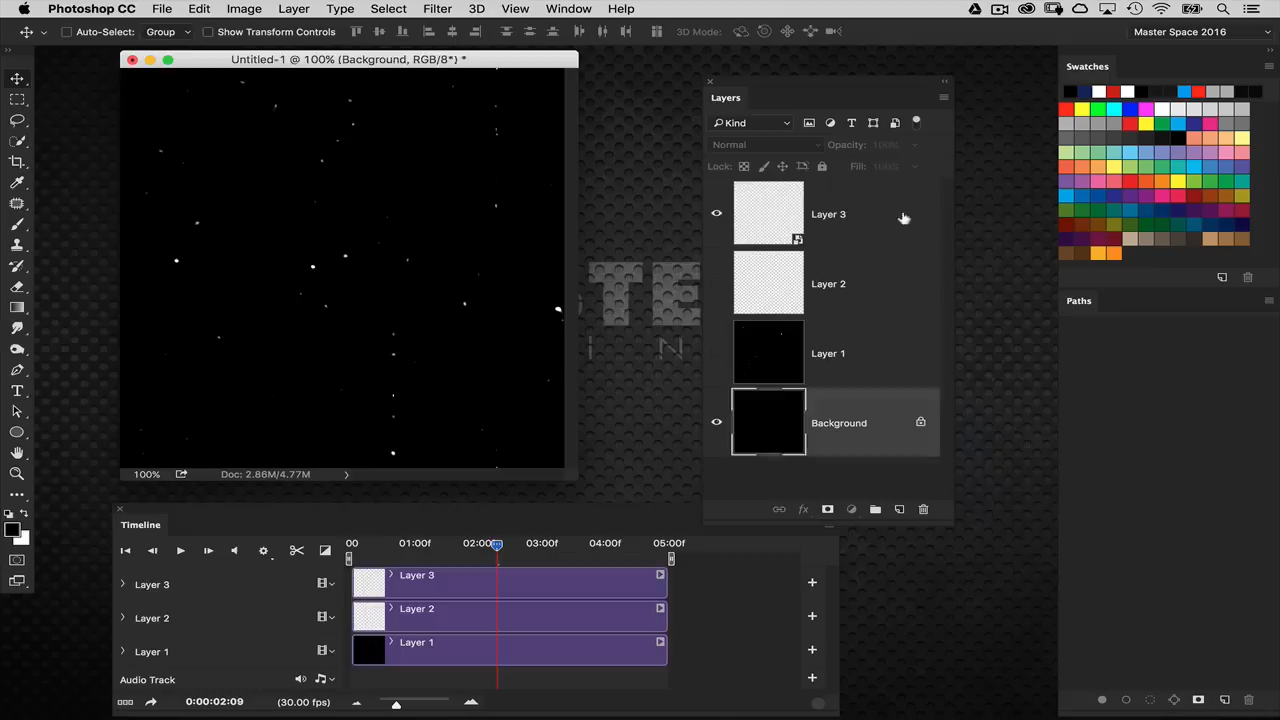 Photoshop CC File Edit Image Layer Type Select Filter 3D View Window Help
Auto-Select: Group Show Transform Controls 3D Mode: Master Space 2016
Untitled-1 @ 100% (Background, RGB/8*) *
Layers
Kind
Normal Opacity: 100%
Lock: Fill: 100%
Layer 3
Layer 2
Layer 1
Background
Swatches
Paths
TE
I N
100% Doc: 2.86M/4.77M
Timeline
00 01:00f 02:00f 03:00f 04:00f 05:00f
Layer 3 Layer 3
Layer 2 Layer 2
Layer 1 Layer 1
Audio Track
0:00:02:09 (30.00 fps)